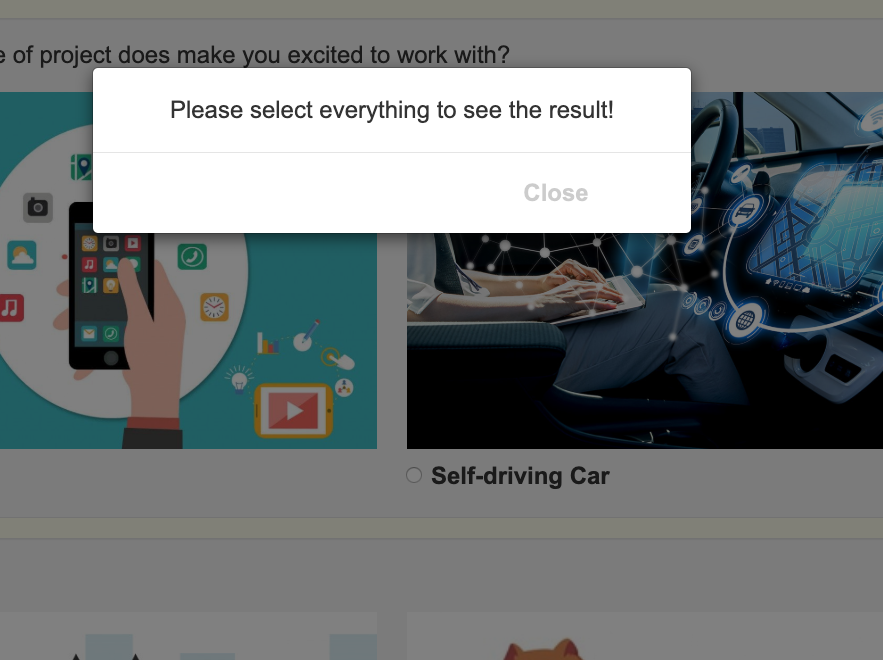 e of project does make you excited to work with?
Please select everything to see the result!
Close
Self-driving Car